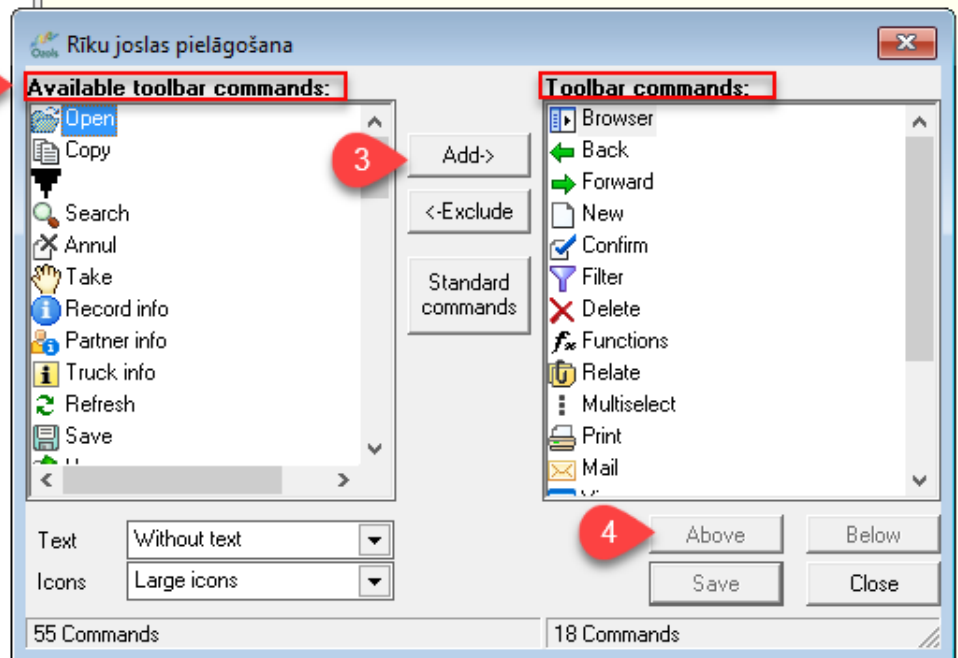 Ozols Rīku joslas pielāgošana
Available toolbar commands:
Toolbar commands:
Open
Copy
Search
Annul
Take
Record info
Partner info
Truck info
Refresh
Save
3
Add->
<-Exclude
Standard
commands
Browser
Back
Forward
New
Confirm
Filter
Delete
Functions
Relate
Multiselect
Print
Mail
Text
Without text
Icons
Large icons
4
Above
Below
Save
Close
55 Commands
18 Commands